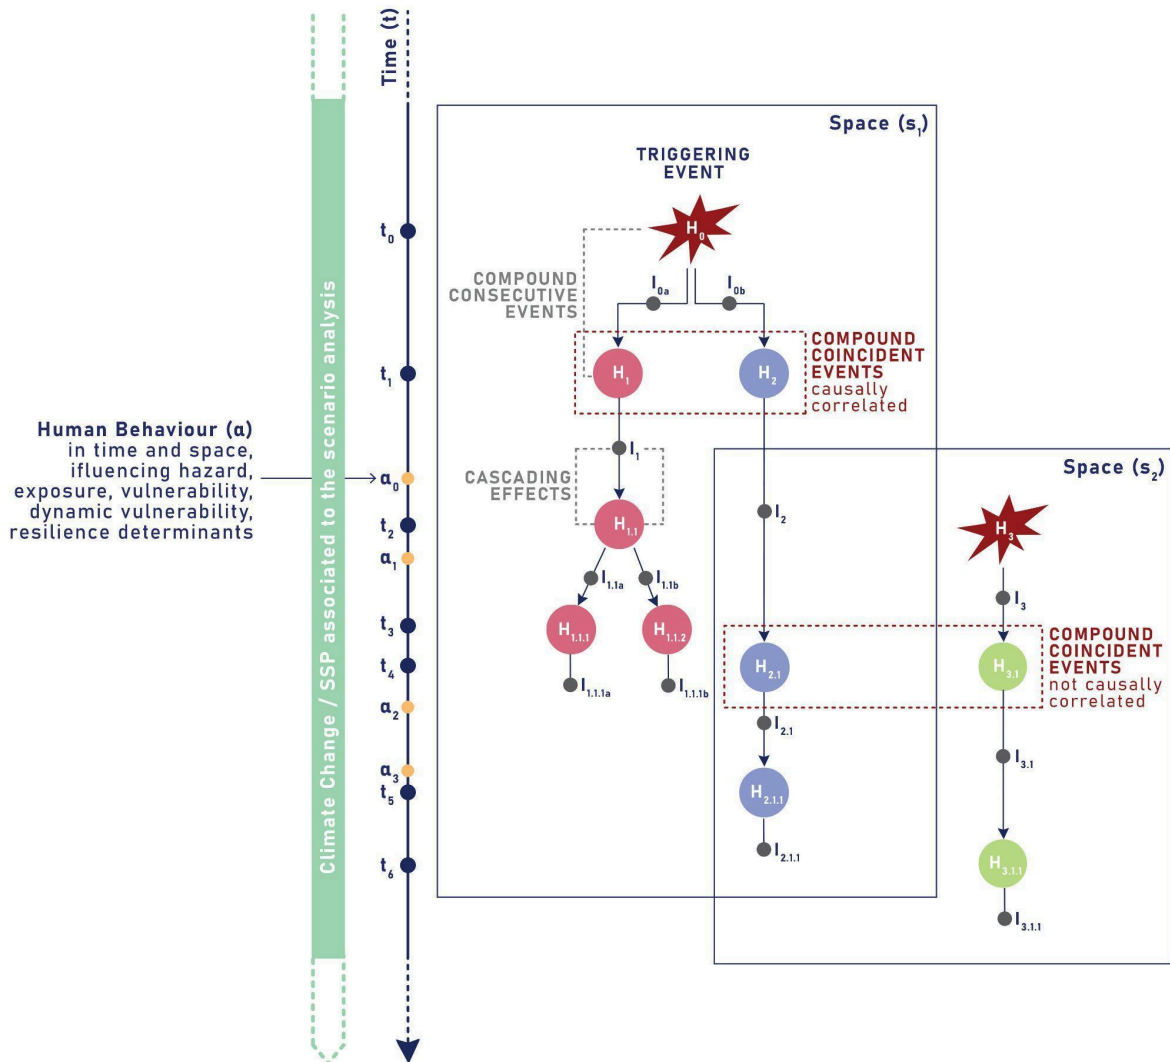 Time (t)
Climate Change / SSP associated to the scenario analysis
Space (s₁)
TRIGGERING
EVENT
t₀
H₀
COMPOUND
CONSECUTIVE
EVENTS
I₀ₐ
I₀b
COMPOUND
COINCIDENT
EVENTS
causally
correlated
t₁
H₁
H₂
Human Behaviour (α)
in time and space,
ifluencing hazard,
exposure, vulnerability,
dynamic vulnerability,
resilience determinants
I₁
Space (s₂)
α₀
CASCADING
EFFECTS
I₂
t₂
H₁.₁
H₃
α₁
I₁.₁ₐ
I₁.₁b
I₃
t₃
H₁.₁.₁
H₁.₁.₂
COMPOUND
COINCIDENT
EVENTS
not causally
correlated
t₄
H₂.₁
H₃.₁
I₁.₁.₁ₐ
I₁.₁.₁b
α₂
I₂.₁
I₃.₁
α₃
t₅
H₂.₁.₁
I₂.₁.₁
t₆
H₃.₁.₁
I₃.₁.₁